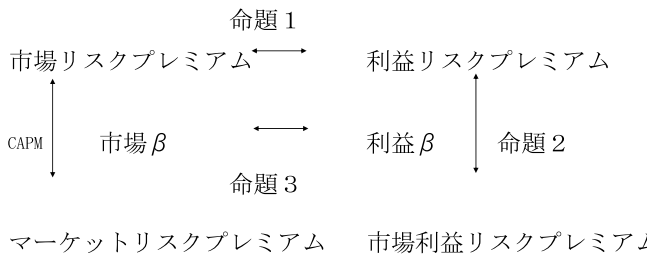 命題１
市場リスクプレミアム 利益リスクプレミアム
CAPM 市場β 利益β 命題２
命題３
マーケットリスクプレミアム 市場利益リスクプレミアム